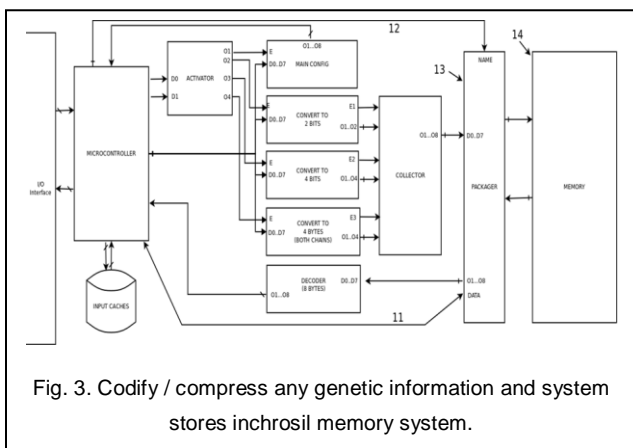 12
14
O1...O8
E
D0..D7
MAIN CONFIG
NAME
13
O1
O2
O3
O4
D0
D1
ACTIVATOR
E
D0..D7
CONVERT TO
2 BITS
E1
O1...O2
O1...O8
D0..D7
MICROCONTROLLER
I/O
Interface
E
D0..D7
CONVERT TO
4 BITS
E2
O1...O4
COLLECTOR
PACKAGER
MEMORY
E
D0..D7
CONVERT TO
4 BYTES
(BOTH CHAINS)
E3
O1...O4
DECODER
(8 BYTES)
D0..D7
O1...O8
O1...O8
DATA
INPUT CACHES
11
Fig. 3. Codify / compress any genetic information and system
stores inchrosil memory system.